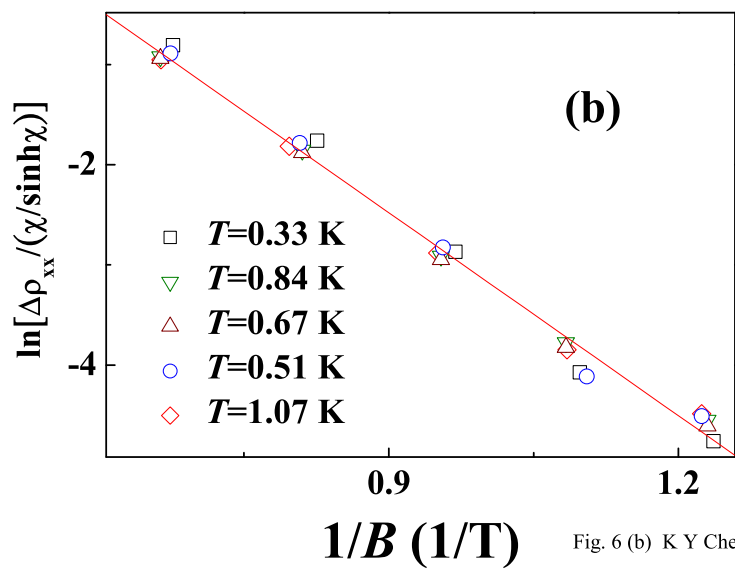 (b)
ln[Δρxx/(χ/sinhχ)]
-2
-4
T=0.33 K
T=0.84 K
T=0.67 K
T=0.51 K
T=1.07 K
0.9 1.2
1/B (1/T)
Fig. 6 (b) K Y Che